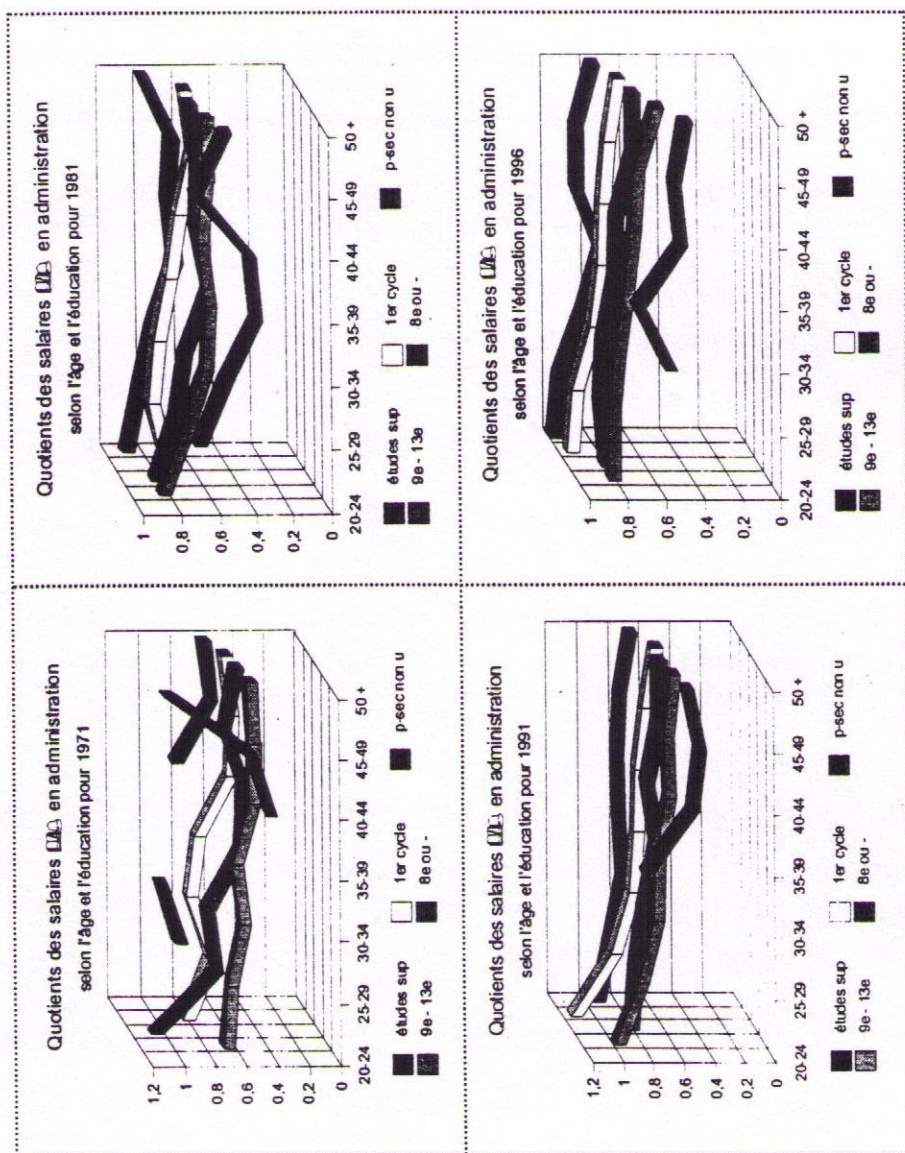 Quotients des salaires en administration
selon l'âge et l'éducation pour 1971
1,2
1
0,8
0,6
0,4
0,2
0
20-24 25-29 30-34 35-39 40-44 45-49 50 +
études sup 1er cycle p-sec non u
9e - 13e 8e ou -
Quotients des salaires en administration
selon l'âge et l'éducation pour 1981
1
0,8
0,6
0,4
0,2
0
20-24 25-29 30-34 35-39 40-44 45-49 50 +
études sup 1er cycle p-sec non u
9e - 13e 8e ou -
Quotients des salaires en administration
selon l'âge et l'éducation pour 1991
1,2
1
0,8
0,6
0,4
0,2
0
20-24 25-29 30-34 35-39 40-44 45-49 50 +
études sup 1er cycle p-sec non u
9e - 13e 8e ou -
Quotients des salaires en administration
selon l'âge et l'éducation pour 1996
1
0,8
0,6
0,4
0,2
0
20-24 25-29 30-34 35-39 40-44 45-49 50 +
études sup 1er cycle p-sec non u
9e - 13e 8e ou -